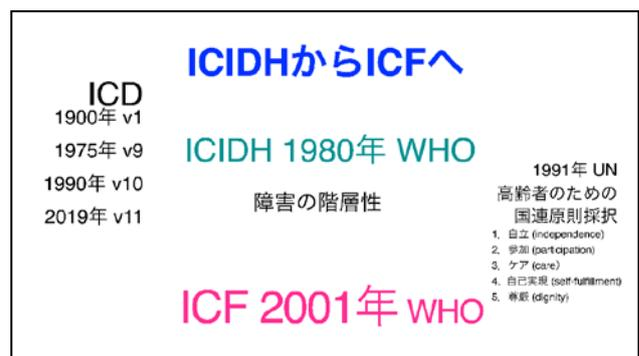 ICIDHからICFへ
ICD
1900年 v1
1975年 v9
1990年 v10
2019年 v11
ICIDH 1980年 WHO
障害の階層性
1991年 UN
高齢者のための
国連原則採択
1. 自立 (independence)
2. 参加 (participation)
3. ケア (care)
4. 自己実現 (self-fulfillment)
5. 尊厳 (dignity)
ICF 2001年 WHO